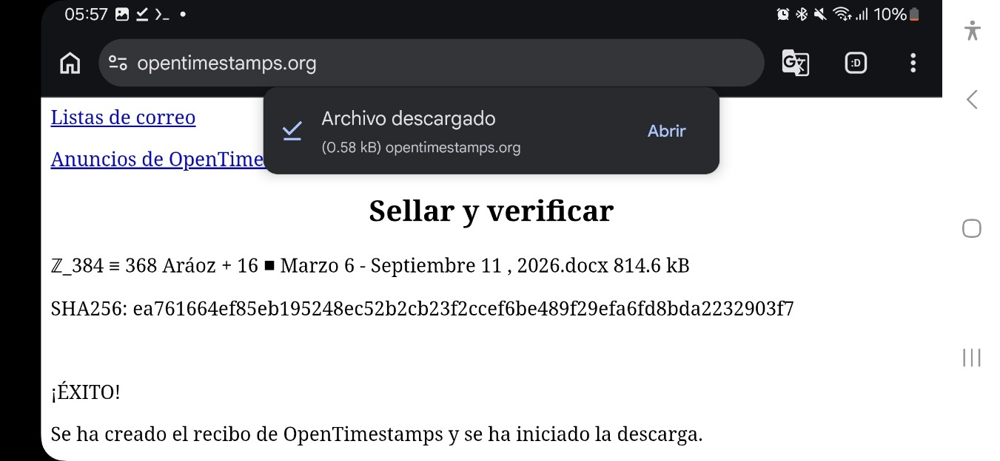 05:57
10%
opentimestamps.org
:D
Listas de correo
Archivo descargado
Abrir
(0.58 kB) opentimestamps.org
Anuncios de OpenTime
Sellar y verificar
ℤ_384 ≡ 368 Aráoz + 16 ■ Marzo 6 - Septiembre 11 , 2026.docx 814.6 kB
SHA256: ea761664ef85eb195248ec52b2cb23f2ccef6be489f29efa6fd8bda2232903f7
¡ÉXITO!
Se ha creado el recibo de OpenTimestamps y se ha iniciado la descarga.